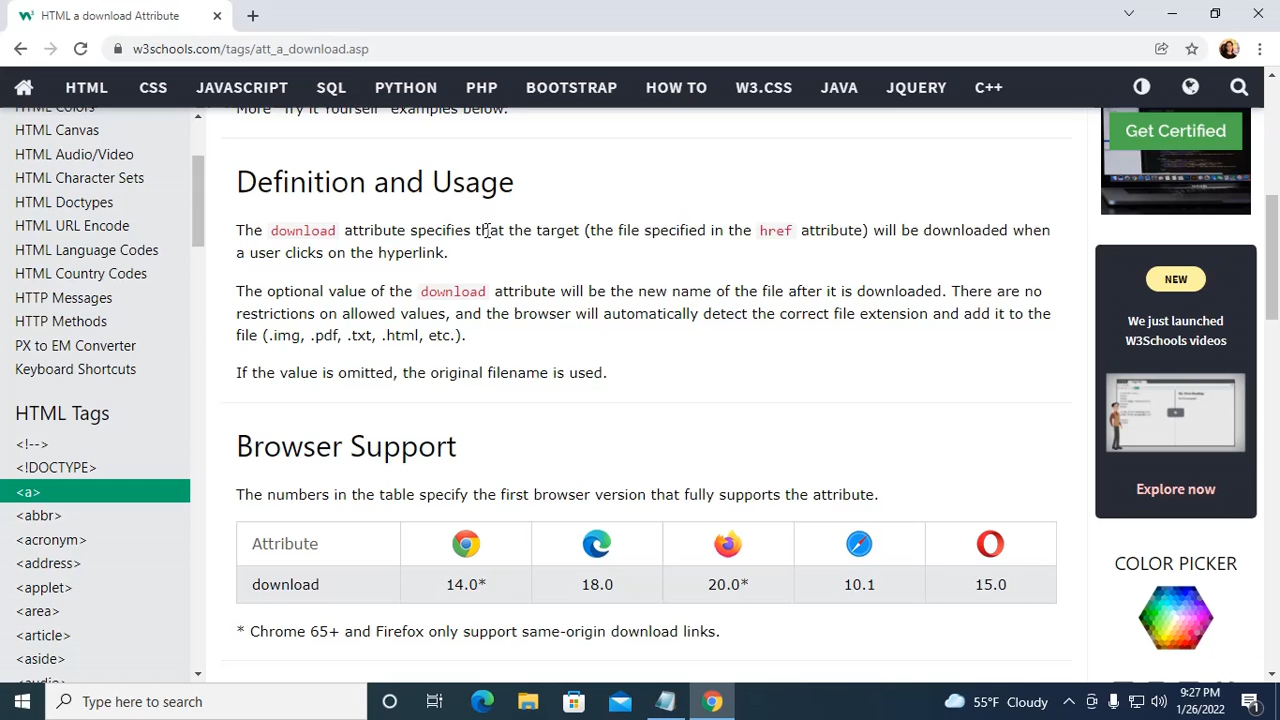 HTML a download Attribute
w3schools.com/tags/att_a_download.asp
HTML CSS JAVASCRIPT SQL PYTHON PHP BOOTSTRAP HOW TO W3.CSS JAVA JQUERY C++
HTML Colors
HTML Canvas
HTML Audio/Video
HTML Character Sets
HTML Doctypes
HTML URL Encode
HTML Language Codes
HTML Country Codes
HTTP Messages
HTTP Methods
PX to EM Converter
Keyboard Shortcuts
HTML Tags
<!-->
<!DOCTYPE>
<a>
<abbr>
<acronym>
<address>
<applet>
<area>
<article>
<aside>
<audio>
More "Try it Yourself" examples below.
Definition and Usage
The download attribute specifies that the target (the file specified in the href attribute) will be downloaded when
a user clicks on the hyperlink.
The optional value of the download attribute will be the new name of the file after it is downloaded. There are no
restrictions on allowed values, and the browser will automatically detect the correct file extension and add it to the
file (.img, .pdf, .txt, .html, etc.).
If the value is omitted, the original filename is used.
Browser Support
The numbers in the table specify the first browser version that fully supports the attribute.
Attribute
download 14.0* 18.0 20.0* 10.1 15.0
* Chrome 65+ and Firefox only support same-origin download links.
Get Certified
NEW
We just launched
W3Schools videos
Explore now
COLOR PICKER
Type here to search
55°F Cloudy
9:27 PM
1/26/2022
1